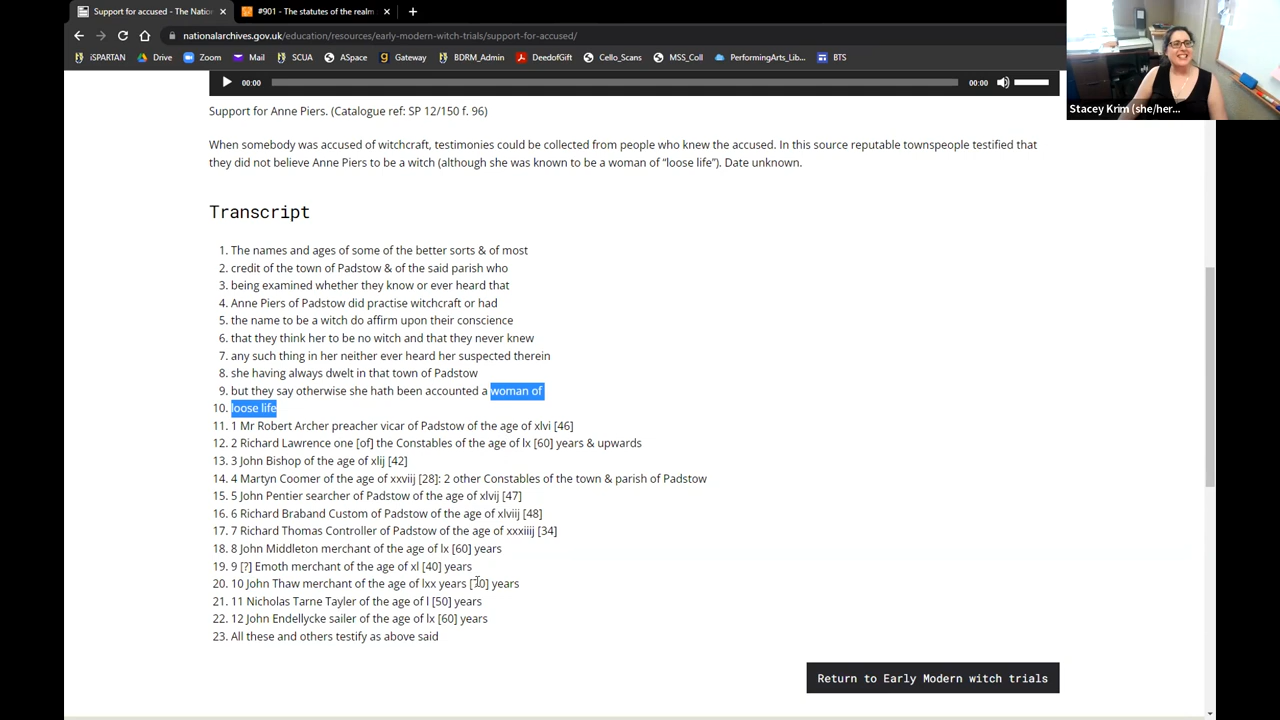 Support for accused - The Nation
#901 - The statutes of the realm
nationalarchives.gov.uk/education/resources/early-modern-witch-trials/support-for-accused/
iSPARTAN Drive Zoom Mail SCUA ASpace Gateway BDRM_Admin DeedofGift Cello_Scans MSS_Coll PerformingArts_Lib... BTS
Stacey Krim (she/her...
00:00 00:00
Support for Anne Piers. (Catalogue ref: SP 12/150 f. 96)
When somebody was accused of witchcraft, testimonies could be collected from people who knew the accused. In this source reputable townspeople testified that
they did not believe Anne Piers to be a witch (although she was known to be a woman of “loose life”). Date unknown.
Transcript
1. The names and ages of some of the better sorts & of most
2. credit of the town of Padstow & of the said parish who
3. being examined whether they know or ever heard that
4. Anne Piers of Padstow did practise witchcraft or had
5. the name to be a witch do affirm upon their conscience
6. that they think her to be no witch and that they never knew
7. any such thing in her neither ever heard her suspected therein
8. she having always dwelt in that town of Padstow
9. but they say otherwise she hath been accounted a woman of
10. loose life
11. 1 Mr Robert Archer preacher vicar of Padstow of the age of xlvi [46]
12. 2 Richard Lawrence one [of] the Constables of the age of lx [60] years & upwards
13. 3 John Bishop of the age of xlij [42]
14. 4 Martyn Coomer of the age of xxviij [28]: 2 other Constables of the town & parish of Padstow
15. 5 John Pentier searcher of Padstow of the age of xlvij [47]
16. 6 Richard Braband Custom of Padstow of the age of xlviij [48]
17. 7 Richard Thomas Controller of Padstow of the age of xxxiiij [34]
18. 8 John Middleton merchant of the age of lx [60] years
19. 9 [?] Emoth merchant of the age of xl [40] years
20. 10 John Thaw merchant of the age of lxx years [70] years
21. 11 Nicholas Tarne Tayler of the age of l [50] years
22. 12 John Endellycke sailer of the age of lx [60] years
23. All these and others testify as above said
Return to Early Modern witch trials